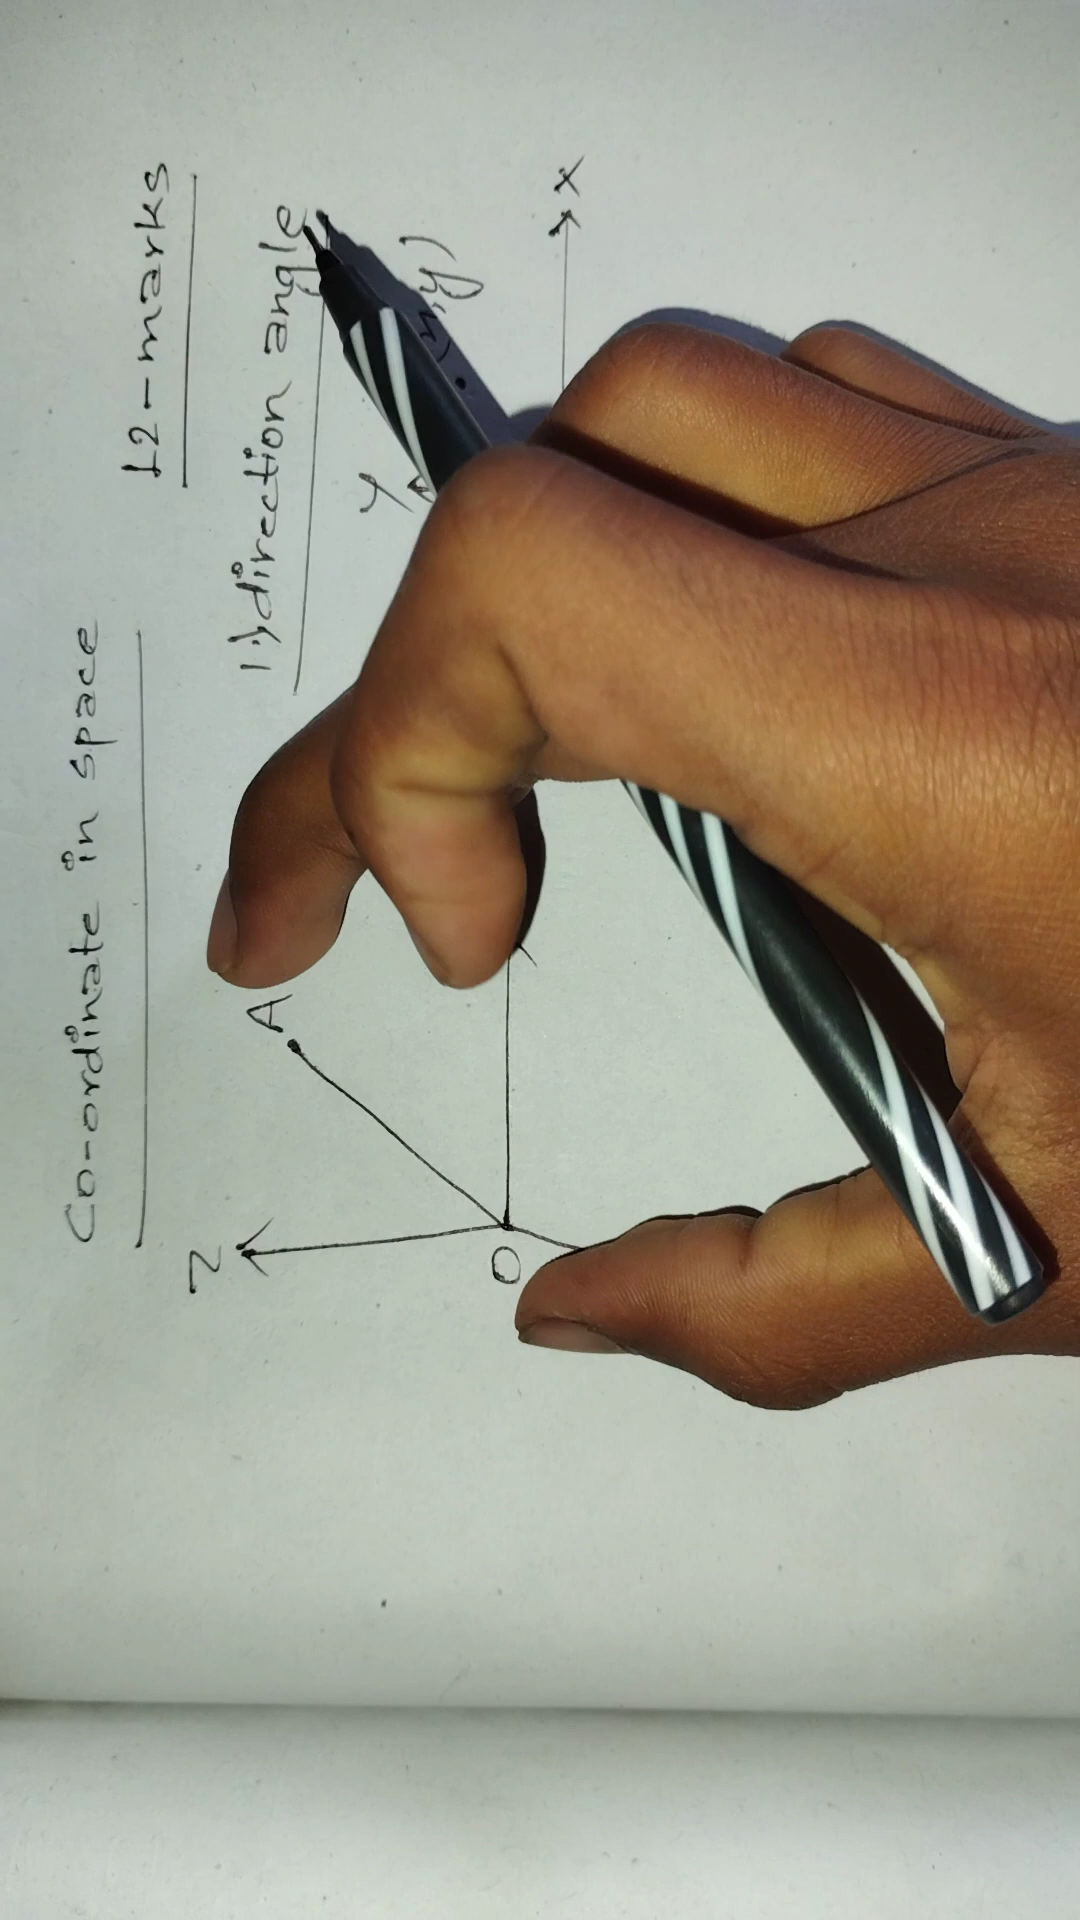 Co-ordinate in space
12-marks
1:) direction angle
Z
A
O
Y
(x,y)
X